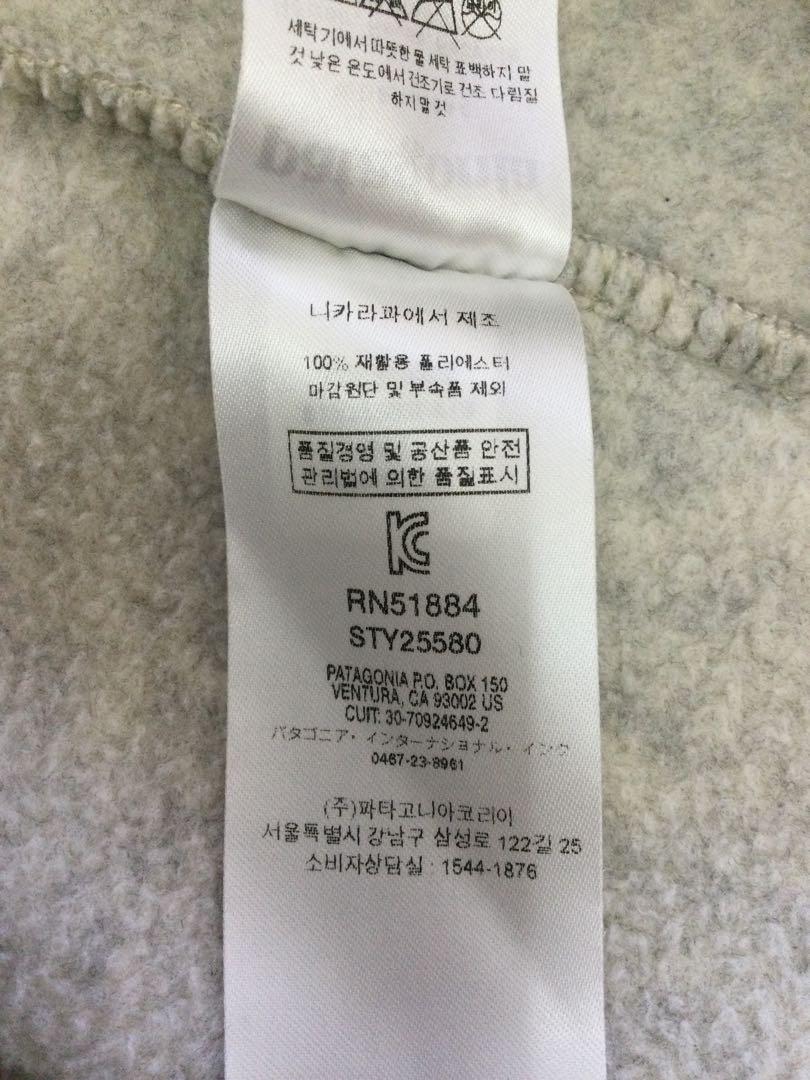 세탁기에서 따뜻한 물 세탁 표백하지 말
것 낮은 온도에서 건조기로 건조 다림질
하지 말 것
니카라과에서 제조
100% 재활용 폴리에스터
마감원단 및 부속품 제외
품질경영 및 공산품 안전
관리법에 의한 품질표시
KC
RN51884
STY25580
PATAGONIA P.O. BOX 150
VENTURA, CA 93002 US
CUIT: 30-70924649-2
パタゴニア・インターナショナル・インク
0467-23-8961
(주)파타고니아코리아
서울특별시 강남구 삼성로 122길 25
소비자상담실 : 1544-1876